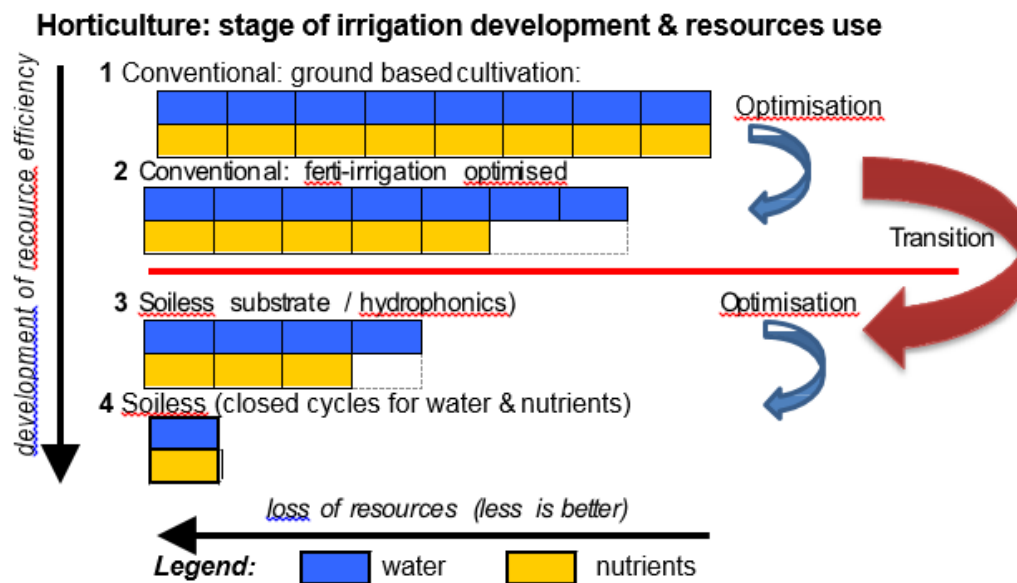 Horticulture: stage of irrigation development & resources use
development of recource efficiency
1 Conventional: ground based cultivation:
Optimisation
2 Conventional: ferti-irrigation optimised
Transition
3 Soiless substrate / hydrophonics)
Optimisation
4 Soiless (closed cycles for water & nutrients)
loss of resources (less is better)
Legend: water nutrients